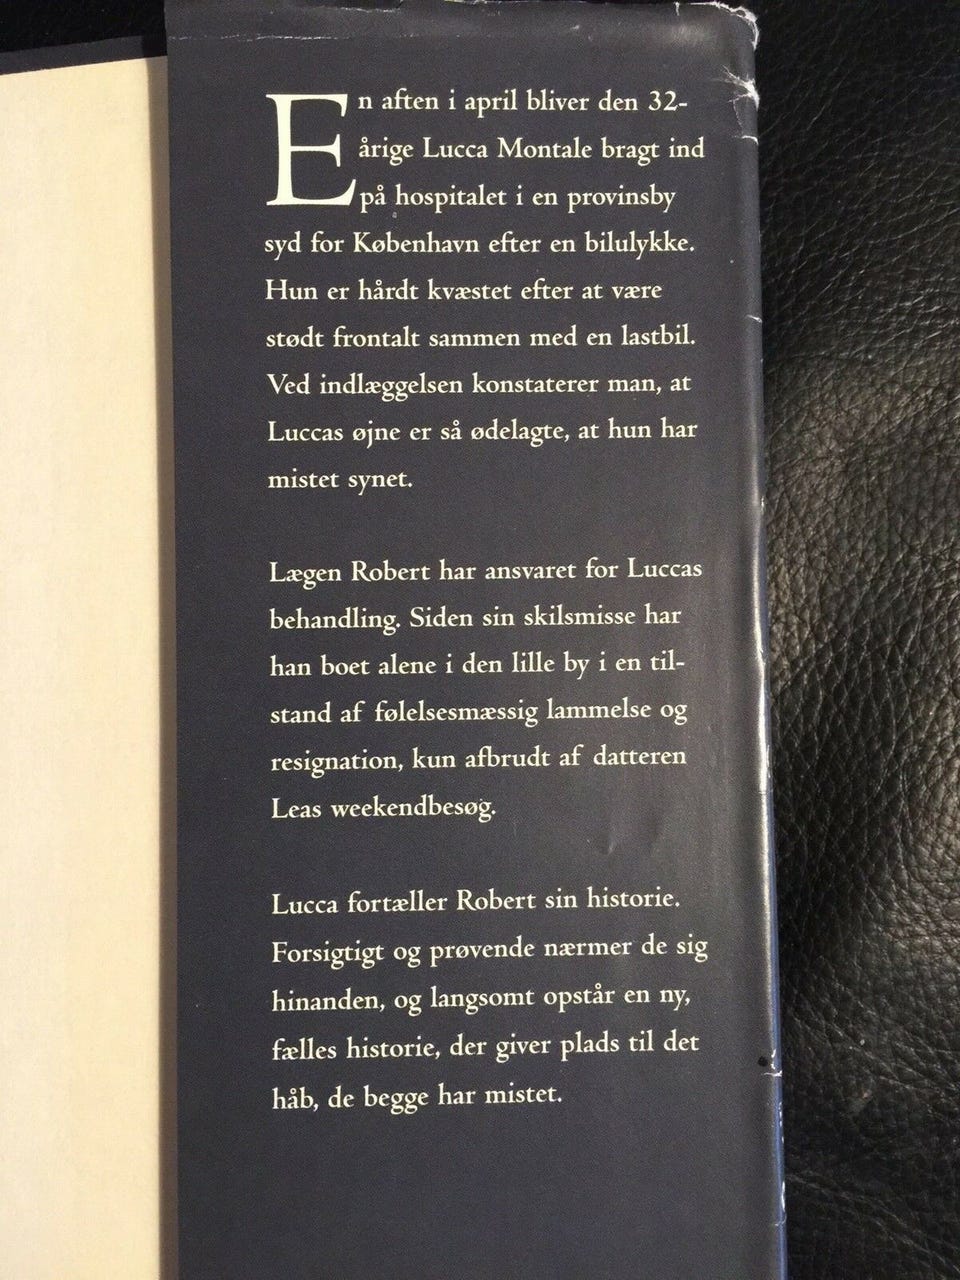 En aften i april bliver den 32-
årige Lucca Montale bragt ind
på hospitalet i en provinsby
syd for København efter en bilulykke.
Hun er hårdt kvæstet efter at være
stødt frontalt sammen med en lastbil.
Ved indlæggelsen konstaterer man, at
Luccas øjne er så ødelagte, at hun har
mistet synet.
Lægen Robert har ansvaret for Luccas
behandling. Siden sin skilsmisse har
han boet alene i den lille by i en til-
stand af følelsesmæssig lammelse og
resignation, kun afbrudt af datteren
Leas weekendbesøg.
Lucca fortæller Robert sin historie.
Forsigtigt og prøvende nærmer de sig
hinanden, og langsomt opstår en ny,
fælles historie, der giver plads til det
håb, de begge har mistet.